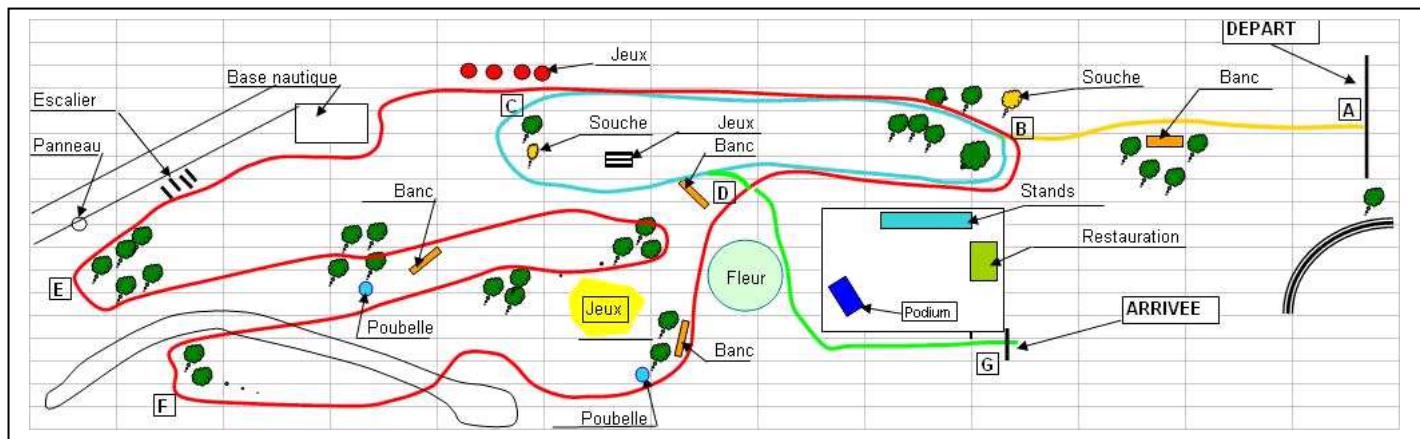 DEPART
Jeux
Base nautique
Souche
Banc
Escalier
C
A
Souche
Jeux
B
Panneau
Banc
Banc
D
Stands
Restauration
E
Fleur
Jeux
Podium
ARRIVEE
Poubelle
Banc
G
F
Poubelle